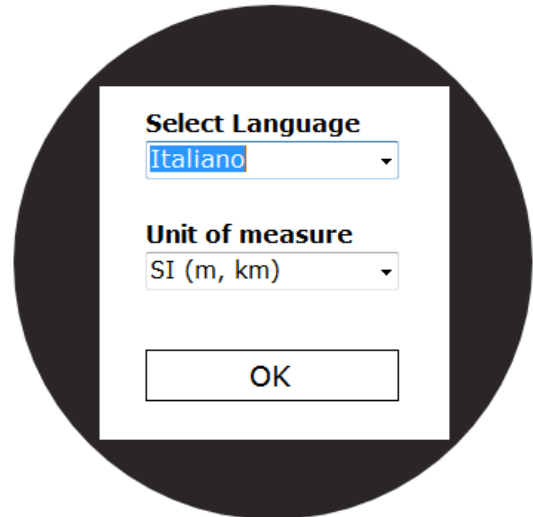 Select Language
Italiano
Unit of measure
SI (m, km)
OK